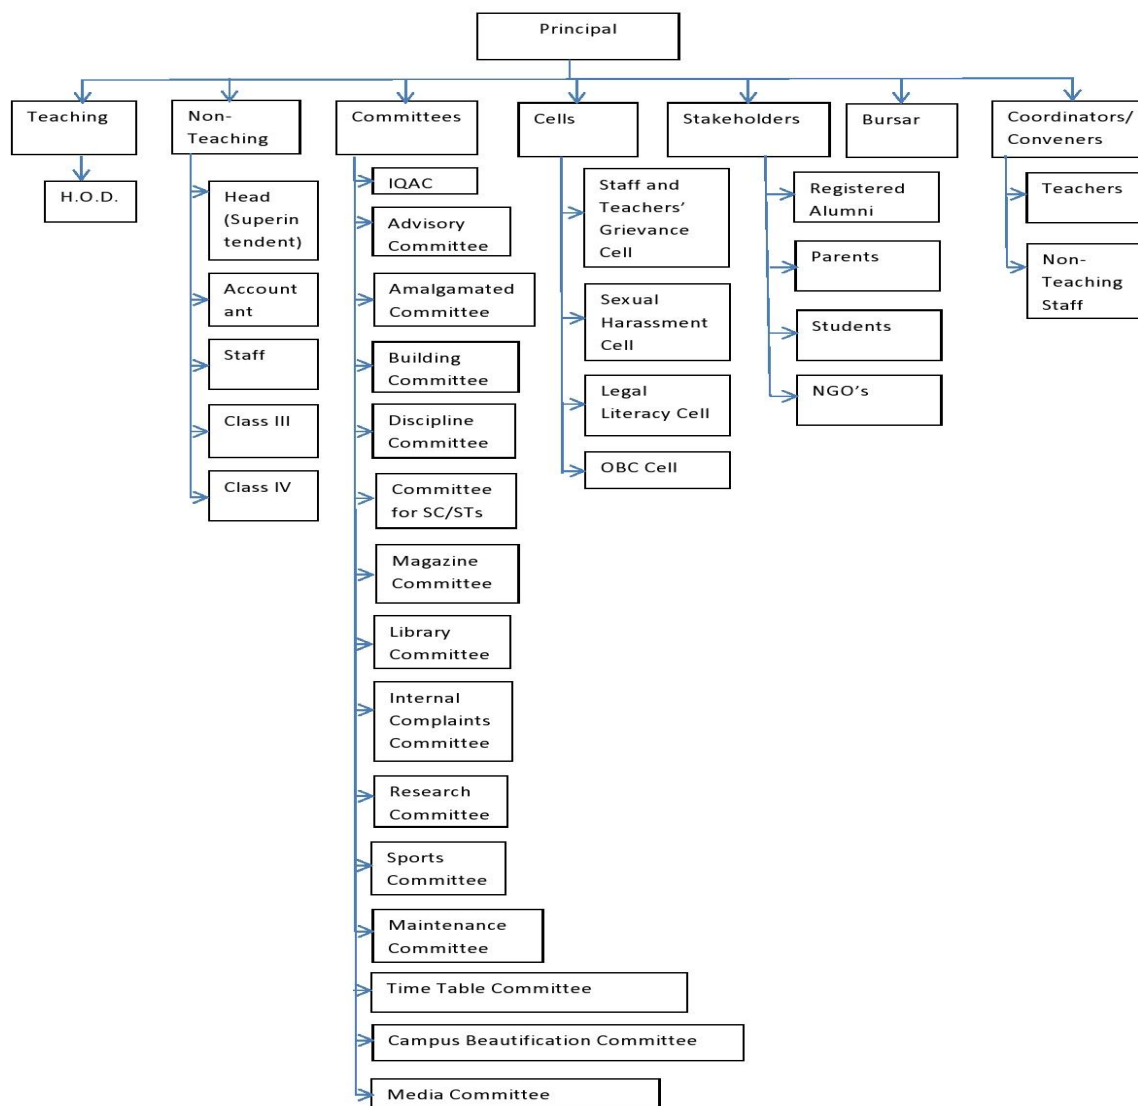 Principal
Teaching
Non-
Teaching
Committees
Cells
Stakeholders
Bursar
Coordinators/
Conveners
H.O.D.
Head
(Superin
tendent)
Account
ant
Staff
Class III
Class IV
IQAC
Advisory
Committee
Amalgamated
Committee
Building
Committee
Discipline
Committee
Committee
for SC/STs
Magazine
Committee
Library
Committee
Internal
Complaints
Committee
Research
Committee
Sports
Committee
Maintenance
Committee
Time Table Committee
Campus Beautification Committee
Media Committee
Staff and
Teachers’
Grievance
Cell
Sexual
Harassment
Cell
Legal
Literacy Cell
OBC Cell
Registered
Alumni
Parents
Students
NGO’s
Teachers
Non-
Teaching
Staff